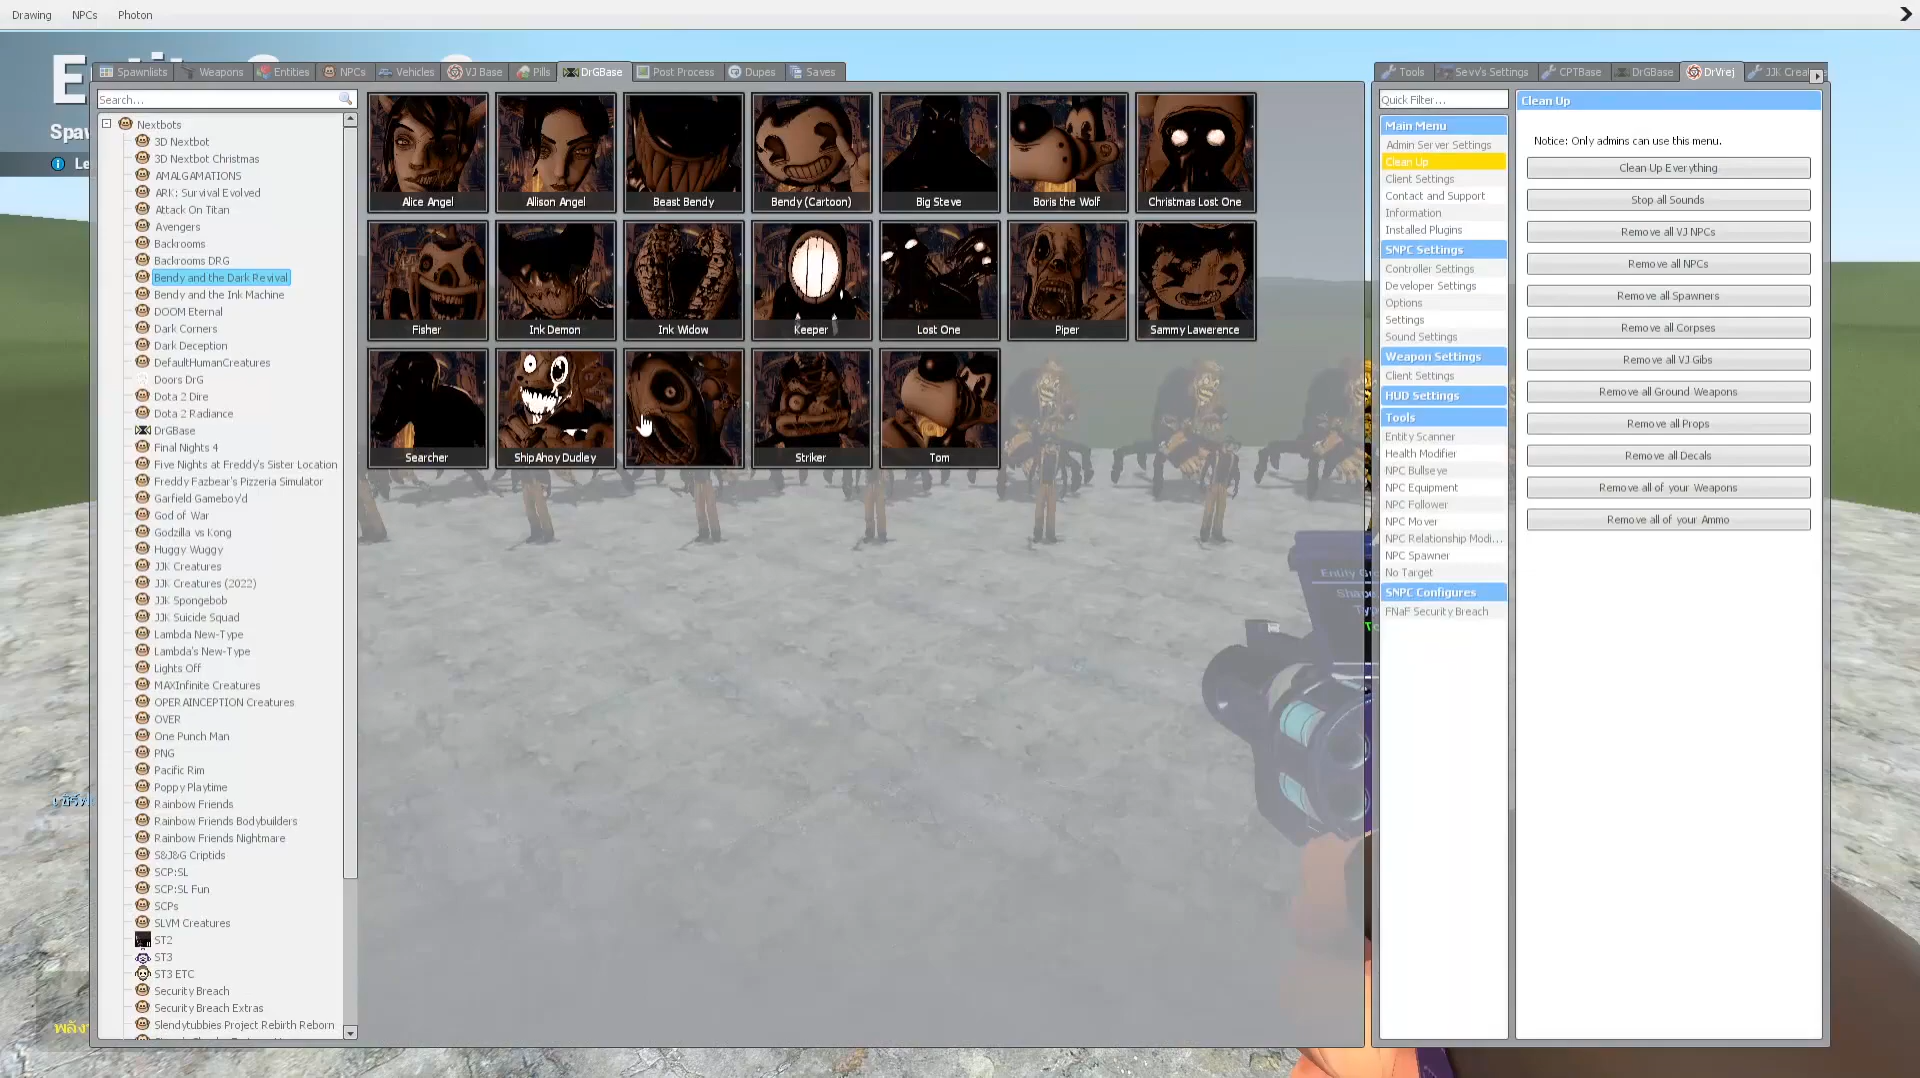 Drawing NPCs Photon
E
Spaw
Le
Spawnlists Weapons Entities NPCs Vehicles VJ Base Pills DrGBase Post Process Dupes Saves
Search...
Nextbots
3D Nextbot
3D Nextbot Christmas
AMALGAMATIONS
ARK: Survival Evolved
Attack On Titan
Avengers
Backrooms
Backrooms DRG
Bendy and the Dark Revival
Bendy and the Ink Machine
DOOM Eternal
Dark Corners
Dark Deception
DefaultHumanCreatures
Doors DrG
Dota 2 Dire
Dota 2 Radiance
DrGBase
Final Nights 4
Five Nights at Freddy's Sister Location
Freddy Fazbear's Pizzeria Simulator
Garfield Gameboy'd
God of War
Godzilla vs Kong
Huggy Wuggy
JJK Creatures
JJK Creatures (2022)
JJK Spongebob
JJK Suicide Squad
Lambda New-Type
Lambda's New-Type
Lights Off
MAXInfinite Creatures
OPERAINCEPTION Creatures
OVER
One Punch Man
PNG
Pacific Rim
Poppy Playtime
Rainbow Friends
Rainbow Friends Bodybuilders
Rainbow Friends Nightmare
S&J&G Criptids
SCP:SL
SCP:SL Fun
SCPs
SLVM Creatures
ST2
ST3
ST3 ETC
Security Breach
Security Breach Extras
Slendytubbies Project Rebirth Reborn
Alice Angel Allison Angel Beast Bendy Bendy (Cartoon) Big Steve Boris the Wolf Christmas Lost One
Fisher Ink Demon Ink Widow Keeper Lost One Piper Sammy Lawerence
Searcher ShipAhoy Dudley Striker Tom
Entity Gr
Shape
Typ
Tools Sevv's Settings CPTBase DrGBase DrVrej JJK Crea
Quick Filter...
Main Menu
Admin Server Settings
Clean Up
Client Settings
Contact and Support
Information
Installed Plugins
SNPC Settings
Controller Settings
Developer Settings
Options
Settings
Sound Settings
Weapon Settings
Client Settings
HUD Settings
Tools
Entity Scanner
Health Modifier
NPC Bullseye
NPC Equipment
NPC Follower
NPC Mover
NPC Relationship Modi...
NPC Spawner
No Target
SNPC Configures
FNaF Security Breach
Clean Up
Notice: Only admins can use this menu.
Clean Up Everything
Stop all Sounds
Remove all VJ NPCs
Remove all NPCs
Remove all Spawners
Remove all Corpses
Remove all VJ Gibs
Remove all Ground Weapons
Remove all Props
Remove all Decals
Remove all of your Weapons
Remove all of your Ammo